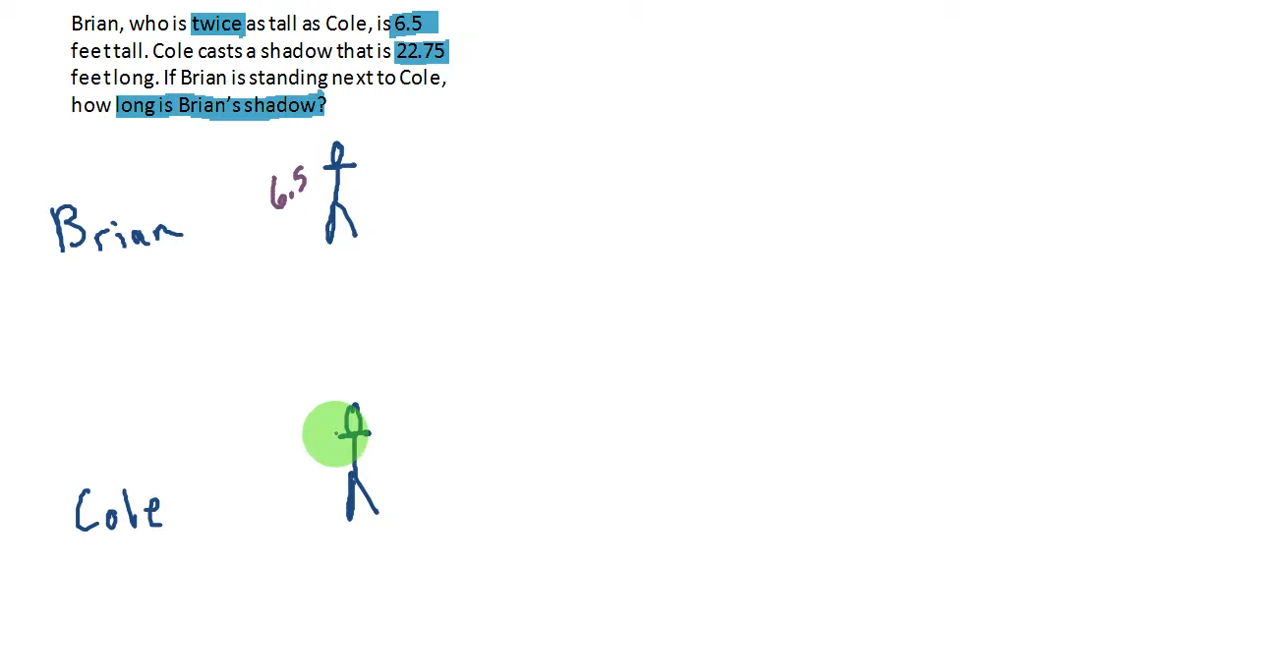 Brian, who is twice as tall as Cole, is 6.5
feet tall. Cole casts a shadow that is 22.75
feet long. If Brian is standing next to Cole,
how long is Brian's shadow?
6.5
Brian
Cole